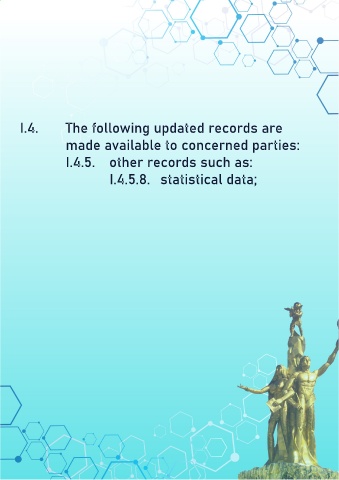 I.4. The following updated records are
made available to concerned parties:
I.4.5. other records such as:
I.4.5.8. statistical data;